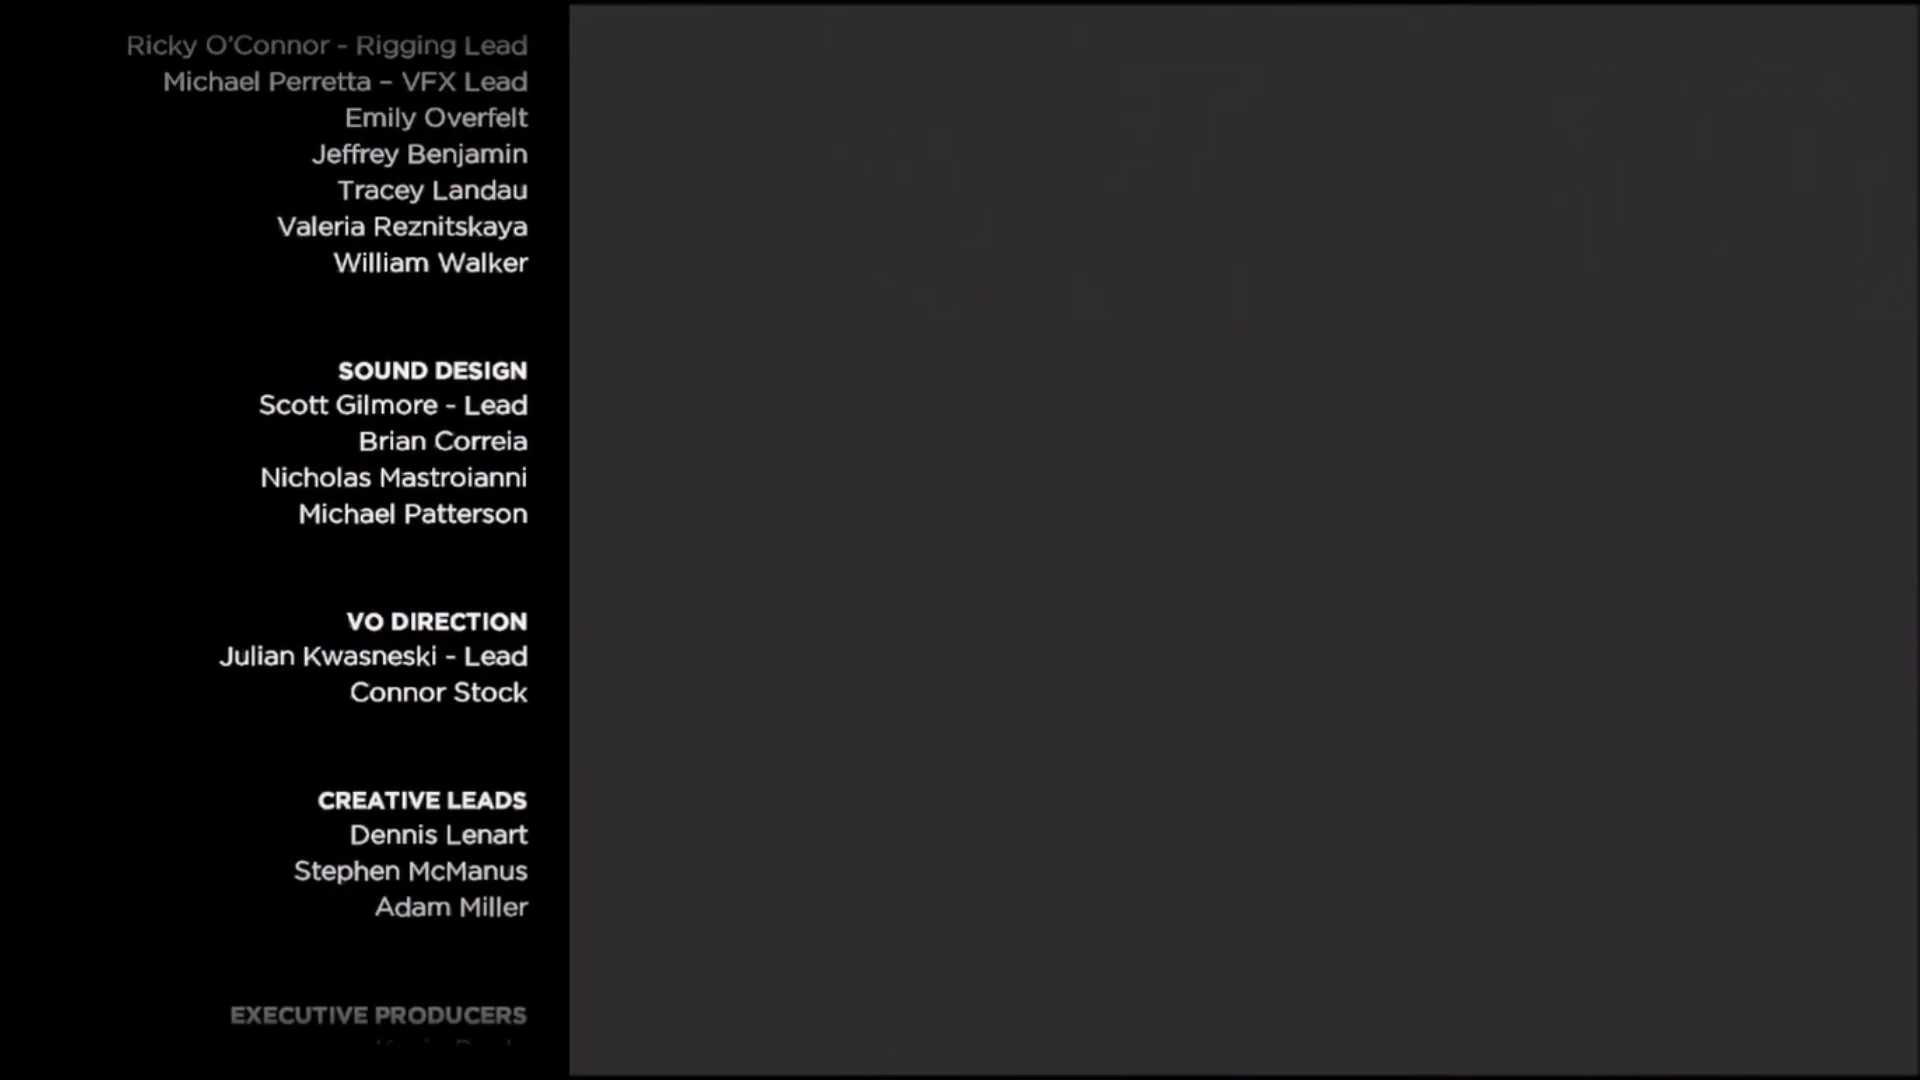 Ricky O'Connor - Rigging Lead
Michael Perretta – VFX Lead
Emily Overfelt
Jeffrey Benjamin
Tracey Landau
Valeria Reznitskaya
William Walker
SOUND DESIGN
Scott Gilmore - Lead
Brian Correia
Nicholas Mastroianni
Michael Patterson
VO DIRECTION
Julian Kwasneski - Lead
Connor Stock
CREATIVE LEADS
Dennis Lenart
Stephen McManus
Adam Miller
EXECUTIVE PRODUCERS